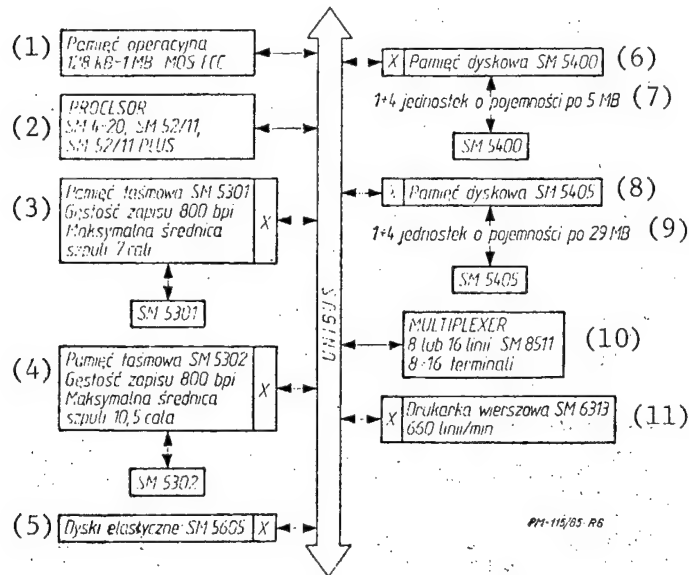 (1)
Pamięć operacyjna
128 kB-1 MB MOS ECC
(2)
PROCESOR
SM 4-20, SM 52/11,
SM 52/11 PLUS
(3)
Pamięć taśmowa SM 5301
Gęstość zapisu 800 bpi
Maksymalna średnica
szpuli 7 cali
X
SM 5301
(4)
Pamięć taśmowa SM 5302
Gęstość zapisu 800 bpi
Maksymalna średnica
szpuli 10,5 cala
X
SM 5302
(5)
Dyski elastyczne SM 5605
X
UNIBUS
X
Pamięć dyskowa SM 5400
(6)
1÷4 jednostek o pojemności po 5 MB
(7)
SM 5400
X
Pamięć dyskowa SM 5405
(8)
1÷4 jednostek o pojemności po 29 MB
(9)
SM 5405
MULTIPLEXER
8 lub 16 linii SM 8511
8÷16 terminali
(10)
X
Drukarka wierszowa SM 6313
660 linii/min
(11)
PM-115/85-R6